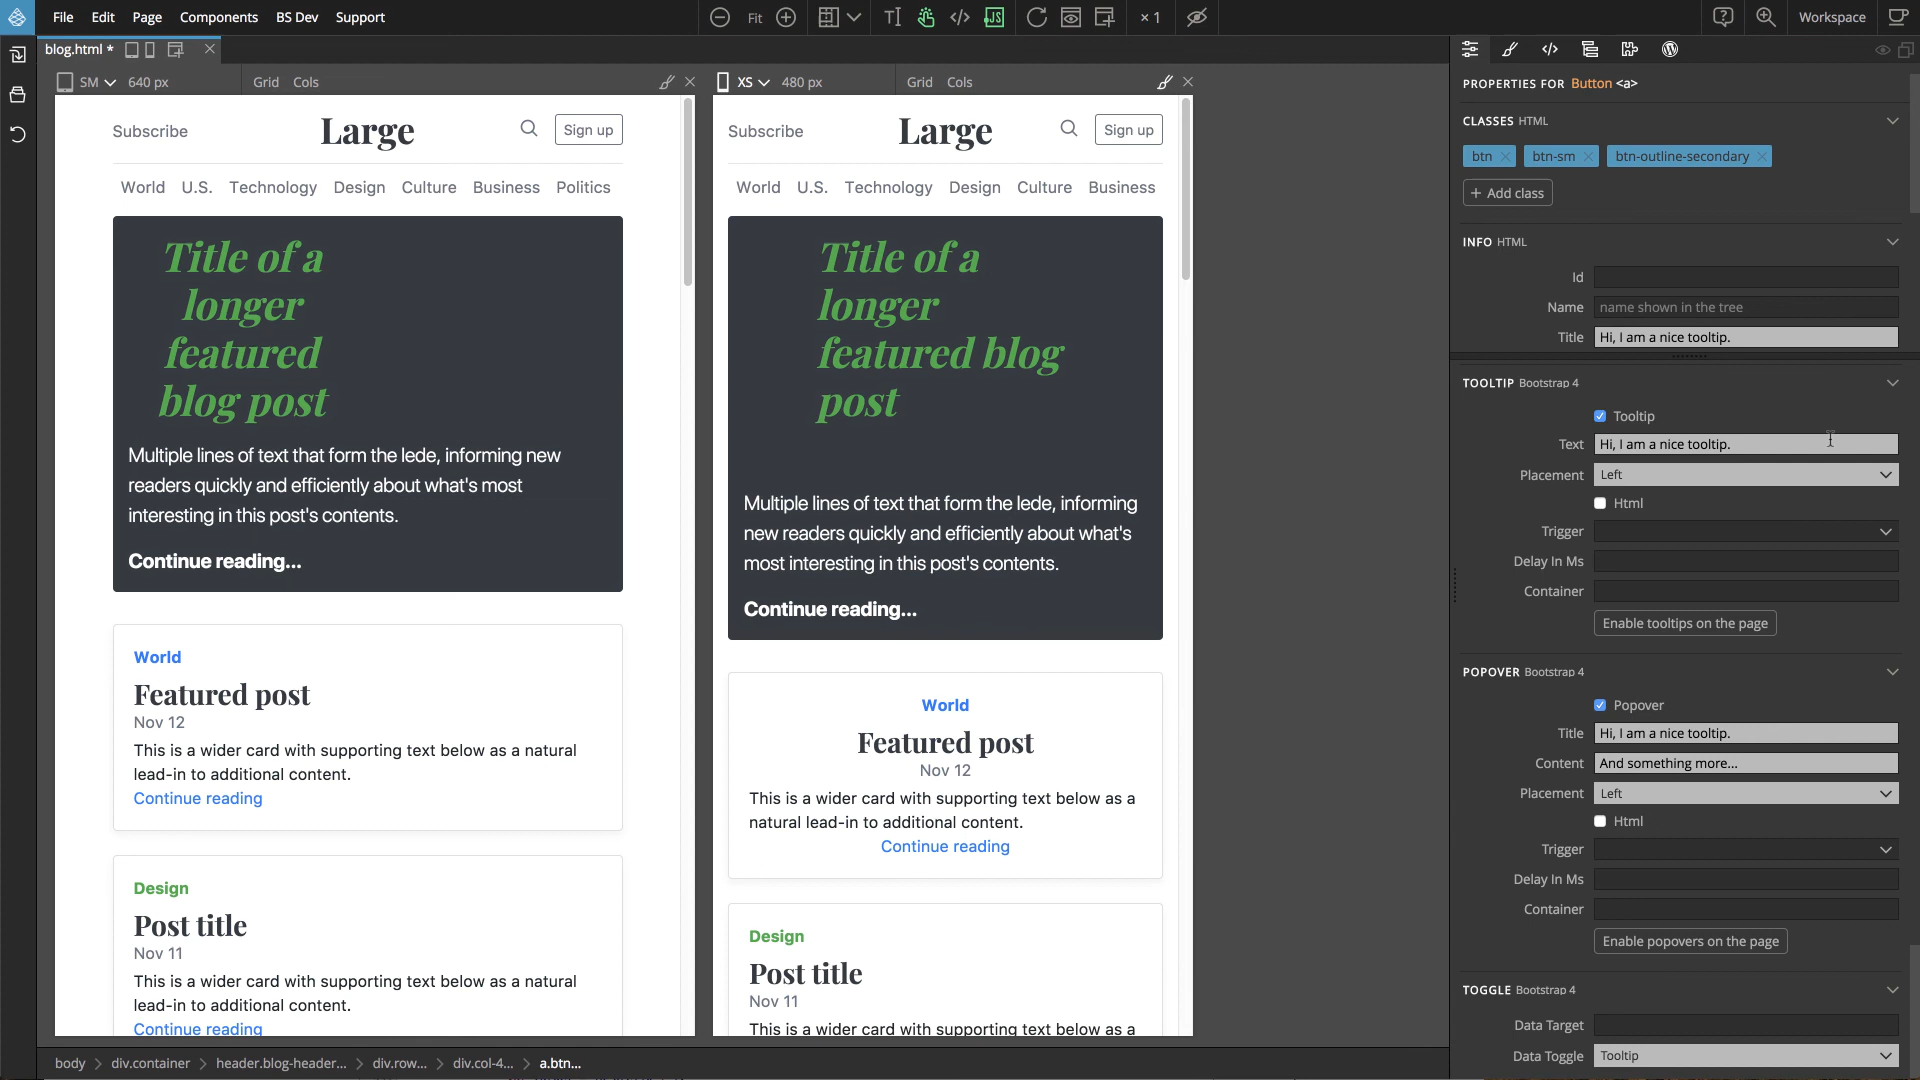 File Edit Page Components BS Dev Support
Fit
JS
× 1
Workspace
blog.html *
SM 640 px Grid Cols
XS 480 px Grid Cols
Subscribe Large Sign up
World U.S. Technology Design Culture Business Politics
Title of a
longer
featured
blog post
Multiple lines of text that form the lede, informing new
readers quickly and efficiently about what's most
interesting in this post's contents.
Continue reading...
World
Featured post
Nov 12
This is a wider card with supporting text below as a natural
lead-in to additional content.
Continue reading
Design
Post title
Nov 11
This is a wider card with supporting text below as a natural
lead-in to additional content.
Continue reading
Subscribe Large Sign up
World U.S. Technology Design Culture Business
Title of a
longer
featured blog
post
Multiple lines of text that form the lede, informing
new readers quickly and efficiently about what's
most interesting in this post's contents.
Continue reading...
World
Featured post
Nov 12
This is a wider card with supporting text below as a
natural lead-in to additional content.
Continue reading
Design
Post title
Nov 11
This is a wider card with supporting text below as a
PROPERTIES FOR Button <a>
CLASSES HTML
btn × btn-sm × btn-outline-secondary ×
+ Add class
INFO HTML
Id
Name name shown in the tree
Title Hi, I am a nice tooltip.
TOOLTIP Bootstrap 4
Tooltip
Text Hi, I am a nice tooltip.
Placement Left
Html
Trigger
Delay In Ms
Container
Enable tooltips on the page
POPOVER Bootstrap 4
Popover
Title Hi, I am a nice tooltip.
Content And something more...
Placement Left
Html
Trigger
Delay In Ms
Container
Enable popovers on the page
TOGGLE Bootstrap 4
Data Target
Data Toggle Tooltip
body > div.container > header.blog-header... > div.row... > div.col-4... > a.btn...